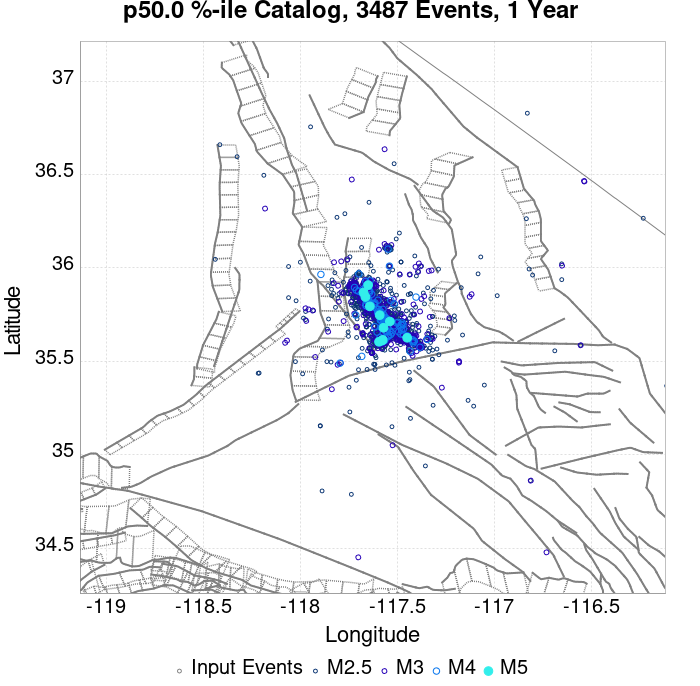 p50.0 %-ile Catalog, 3487 Events, 1 Year
37
36.5
36
35.5
35
34.5
Latitude
-119 -118.5 -118 -117.5 -117 -116.5
Longitude
Input Events M2.5 M3 M4 M5